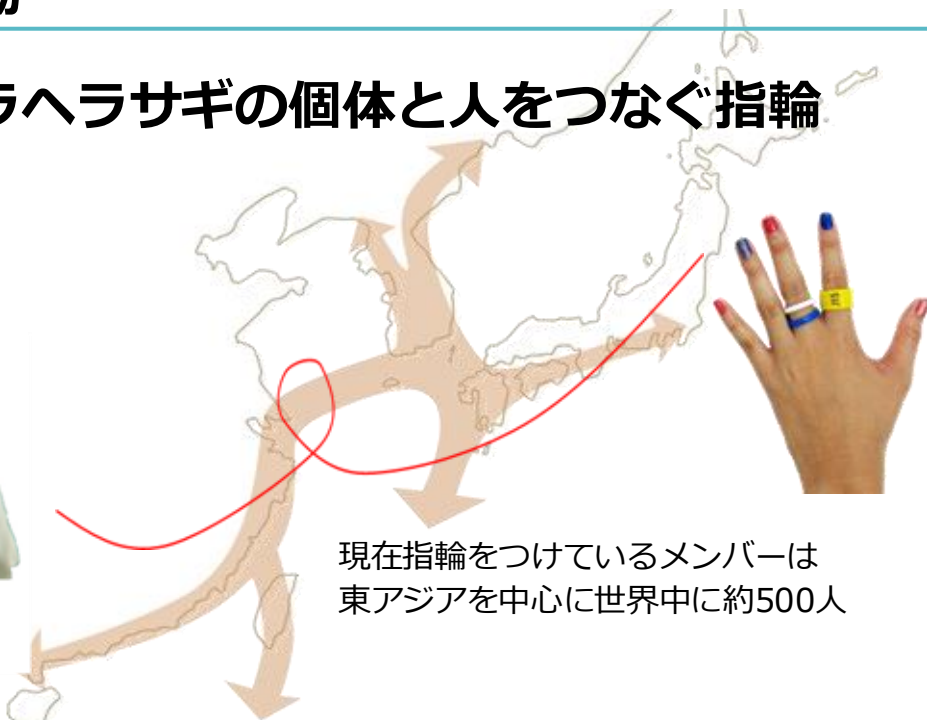 ラヘラサギの個体と人をつなぐ指輪
現在指輪をつけているメンバーは
東アジアを中心に世界中に約500人